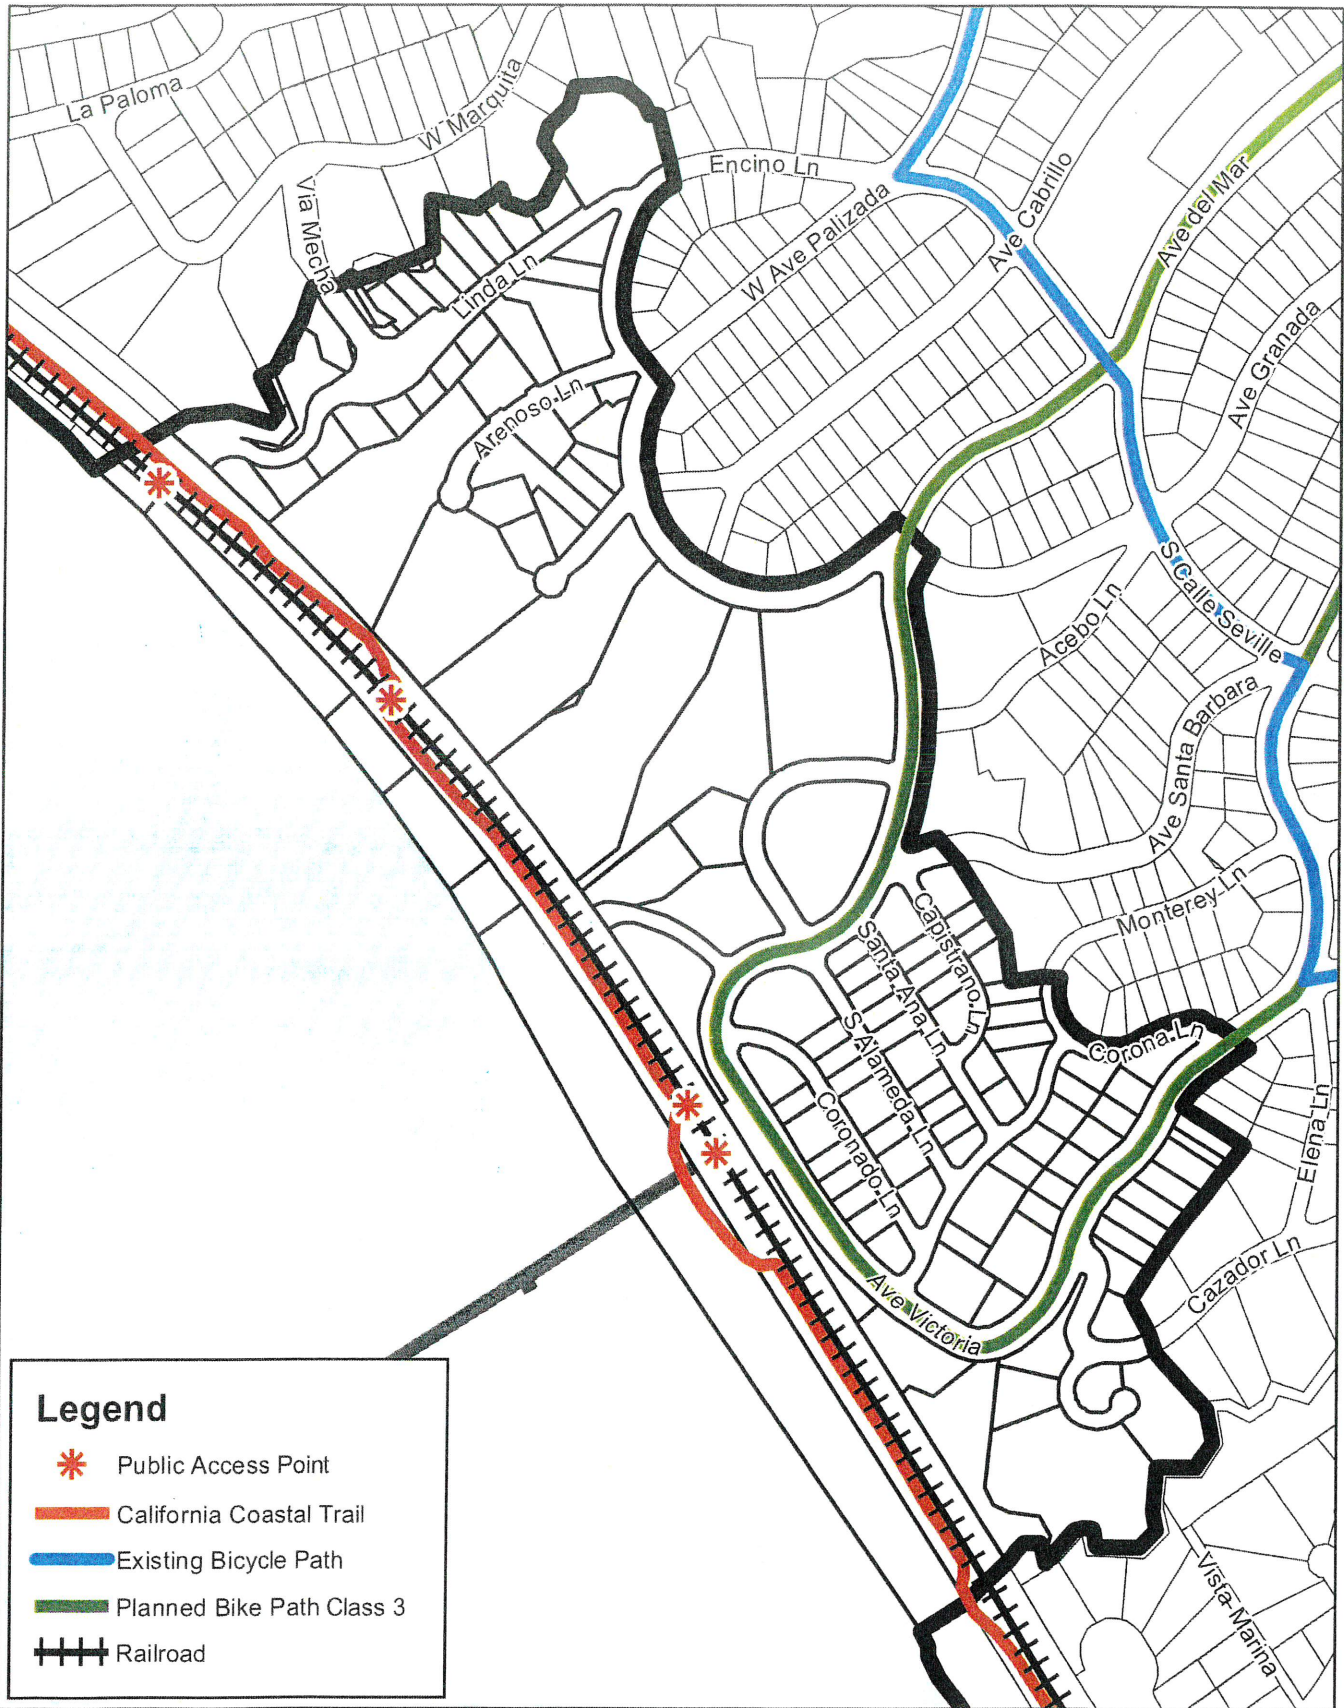 La Paloma
W Marquita
Via Mecha
Linda Ln
Encino Ln
W Ave Palizada
Ave Cabrillo
Ave del Mar
Ave Granada
Arenoso Ln
S Calle Seville
Acebo Ln
Ave Santa Barbara
Monterey Ln
Capistrano Ln
Santa Ana Ln
S Alameda Ln
Corona Ln
Coronado Ln
Elena Ln
Cazador Ln
Ave Victoria
Vista Marina
Legend
Public Access Point
California Coastal Trail
Existing Bicycle Path
Planned Bike Path Class 3
Railroad